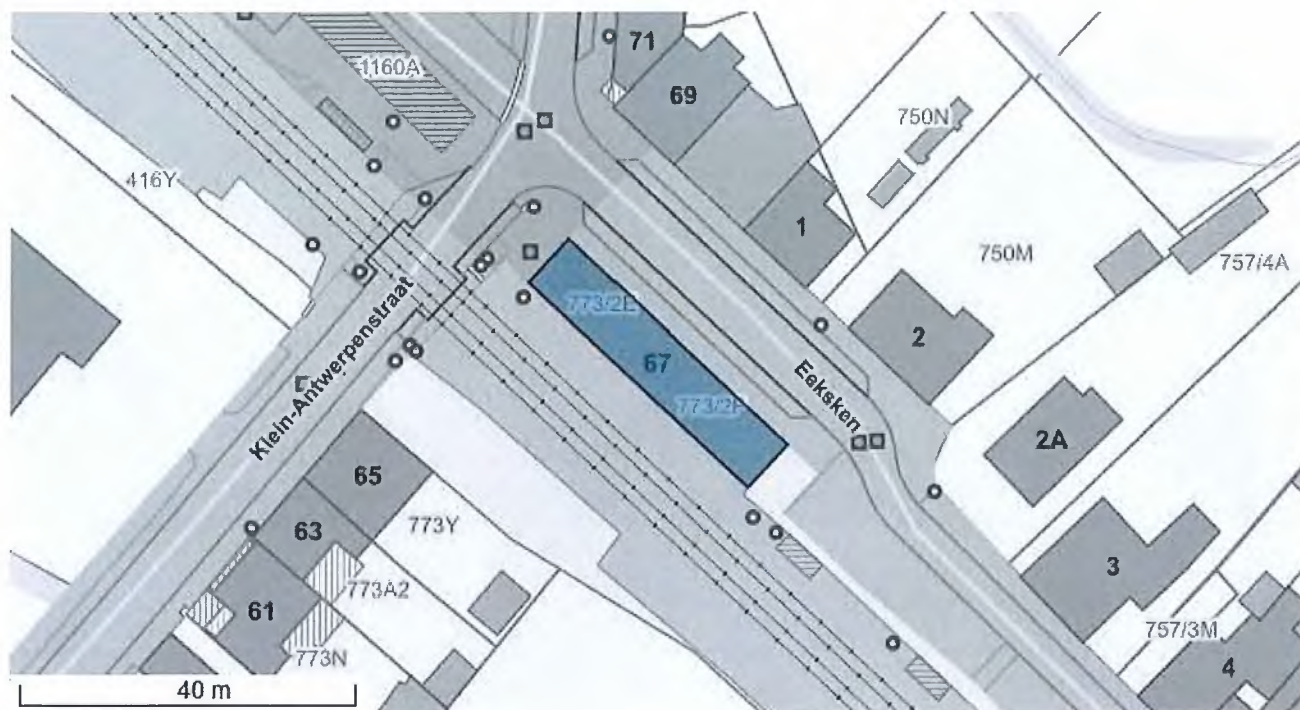 71
1160A
69
750N
416Y
1
750M
757/4A
773/2E
2
67
Klein-Antwerpenstraat
Eeksken
773/2F
2A
65
63
773Y
3
773A2
61
757/3M
773N
4
40 m